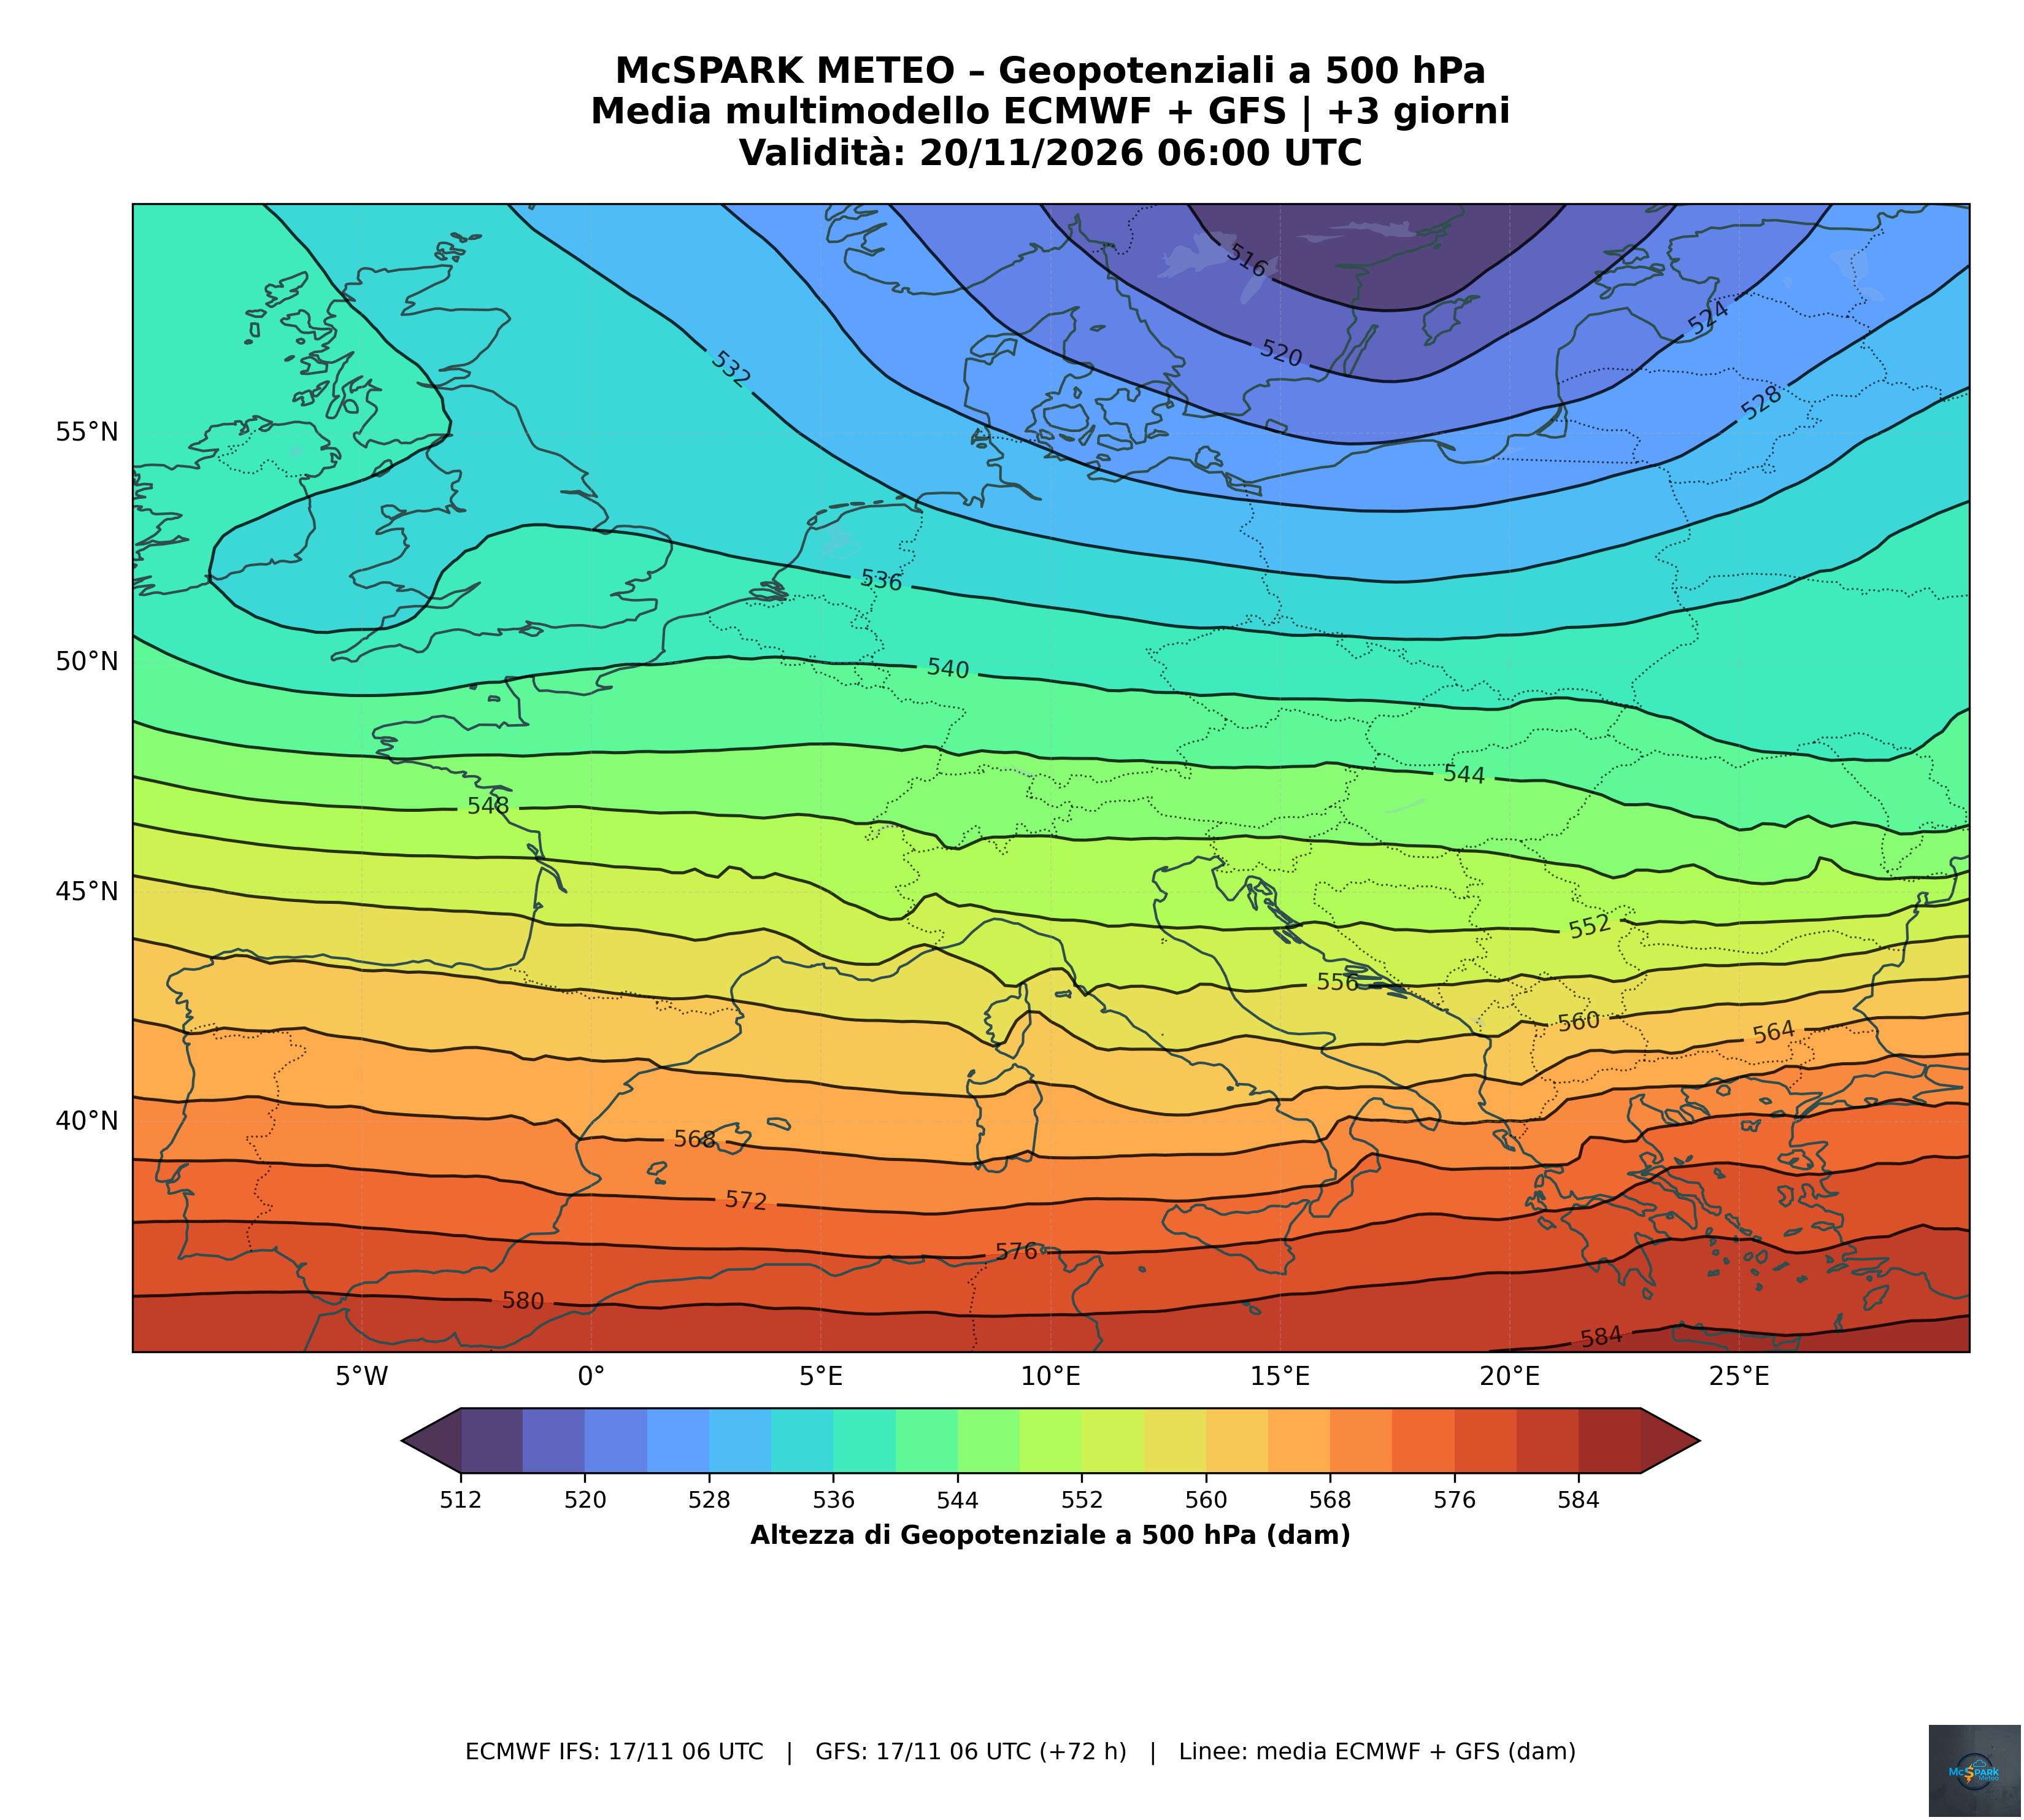 McSPARK METEO – Geopotenziali a 500 hPa
Media multimodello ECMWF + GFS | +3 giorni
Validità: 20/11/2026 06:00 UTC
516
520
524
532
528
55°N
536
50°N
540
544
548
45°N
552
556
560
564
40°N
568
572
576
580
584
5°W 0° 5°E 10°E 15°E 20°E 25°E
512 520 528 536 544 552 560 568 576 584
Altezza di Geopotenziale a 500 hPa (dam)
ECMWF IFS: 17/11 06 UTC | GFS: 17/11 06 UTC (+72 h) | Linee: media ECMWF + GFS (dam)
McSPARK
Meteo